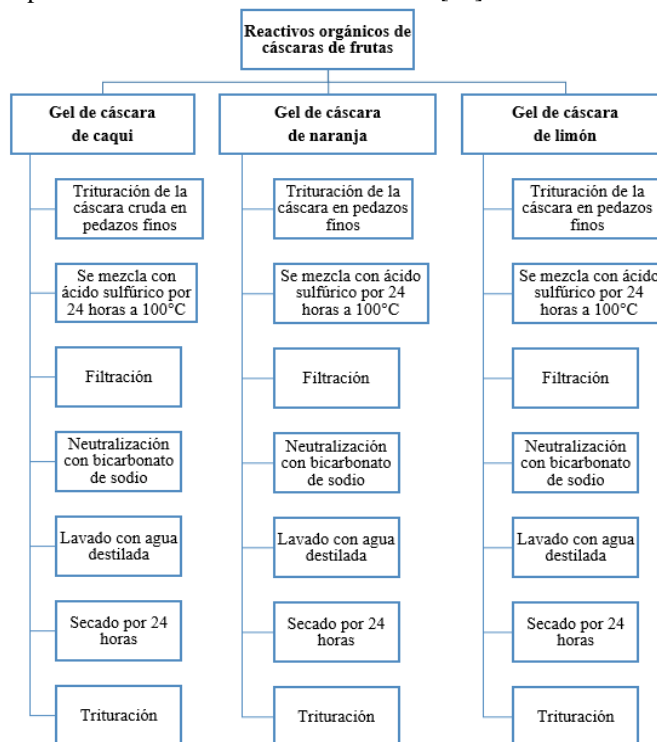 Reactivos orgánicos de
cáscaras de frutas
Gel de cáscara
de caqui
Trituración de la
cáscara cruda en
pedazos finos
Se mezcla con
ácido sulfúrico por
24 horas a 100°C
Filtración
Neutralización
con bicarbonato
de sodio
Lavado con agua
destilada
Secado por 24
horas
Trituración
Gel de cáscara
de naranja
Trituración de la
cáscara en pedazos
finos
Se mezcla con ácido
sulfúrico por 24
horas a 100°C
Filtración
Neutralización
con bicarbonato
de sodio
Lavado con agua
destilada
Secado por 24
horas
Trituración
Gel de cáscara
de limón
Trituración de la
cáscara en pedazos
finos
Se mezcla con ácido
sulfúrico por 24
horas a 100°C
Filtración
Neutralización
con bicarbonato
de sodio
Lavado con agua
destilada
Secado por 24
horas
Trituración